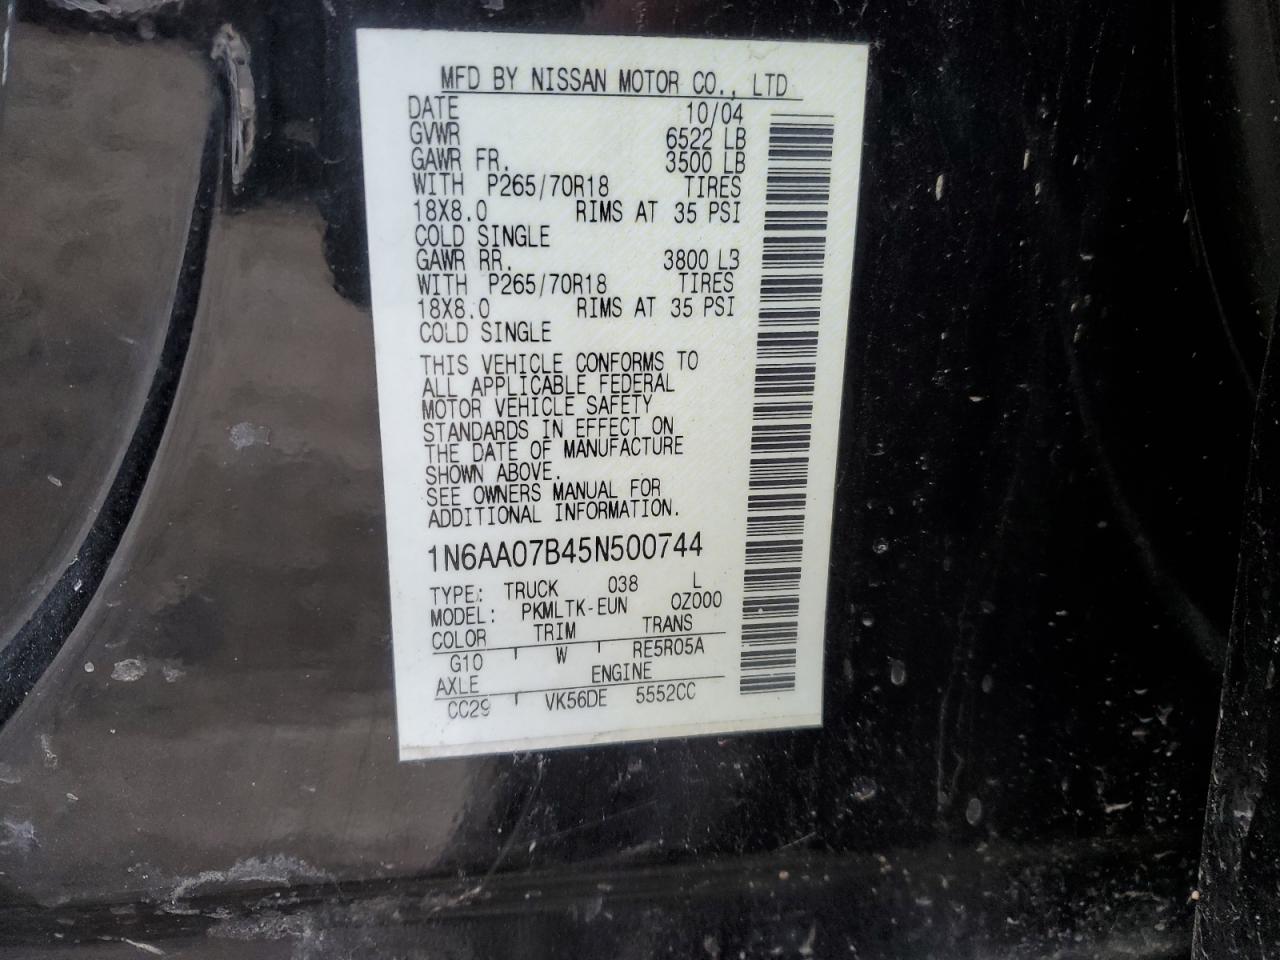 MFD BY NISSAN MOTOR CO., LTD
DATE 10/04
GVWR 6522 LB
GAWR FR. 3500 LB
WITH P265/70R18 TIRES
18X8.0 RIMS AT 35 PSI
COLD SINGLE
GAWR RR. 3800 LB
WITH P265/70R18 TIRES
18X8.0 RIMS AT 35 PSI
COLD SINGLE
THIS VEHICLE CONFORMS TO
ALL APPLICABLE FEDERAL
MOTOR VEHICLE SAFETY
STANDARDS IN EFFECT ON
THE DATE OF MANUFACTURE
SHOWN ABOVE.
SEE OWNERS MANUAL FOR
ADDITIONAL INFORMATION.
1N6AA07B45N500744
TYPE: TRUCK 038 L
MODEL: PKMLTK-EUN 0Z000
COLOR TRIM TRANS
G10 W RE5R05A
AXLE ENGINE
CC29 VK56DE 5552CC